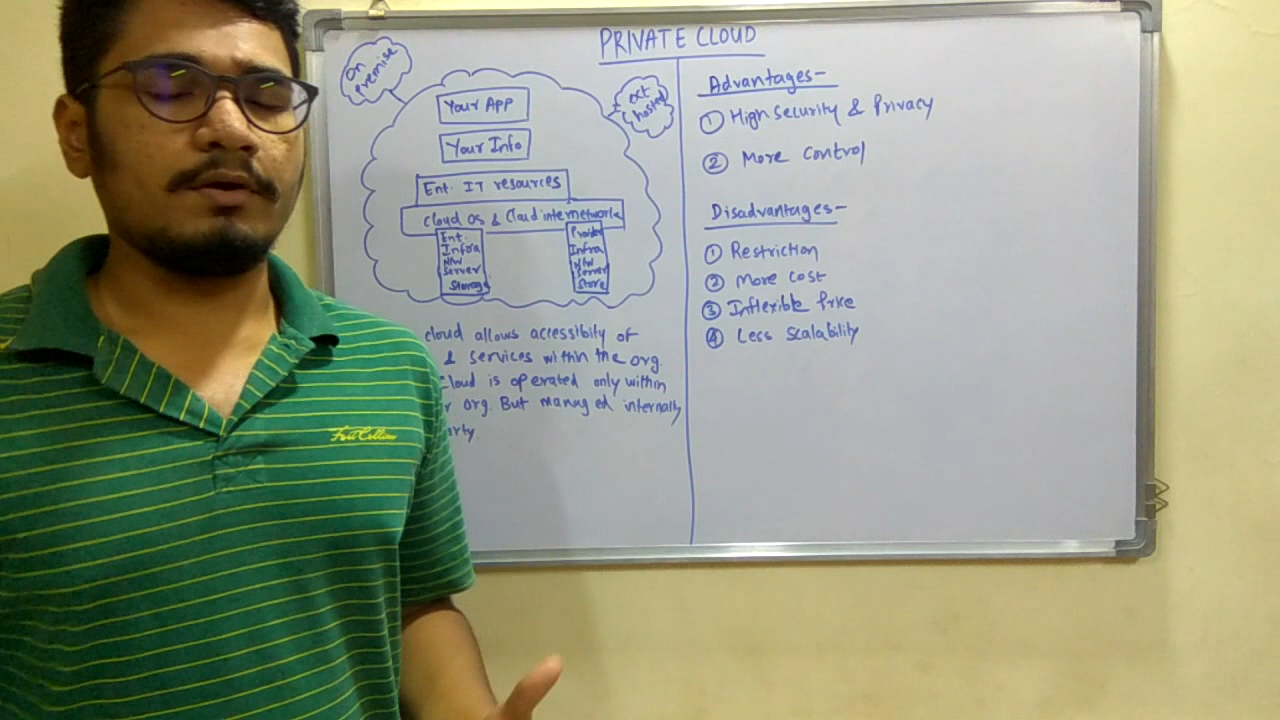 PRIVATE CLOUD
on premise
ext hosted
Your App
Your Info
Ent. IT resources
Cloud OS & Cloud internetwork
Ent.
Infra
N/W
Server
Storage
Provider
Infra
N/W
Server
Store
cloud allows accessibity of
& services within the org.
cloud is operated only within
org. But managed internally
Advantages-
① High Security & Privacy
② More control
Disadvantages-
① Restriction
② More cost
③ Inflexible Price
④ Less Scalability
Fort Collins